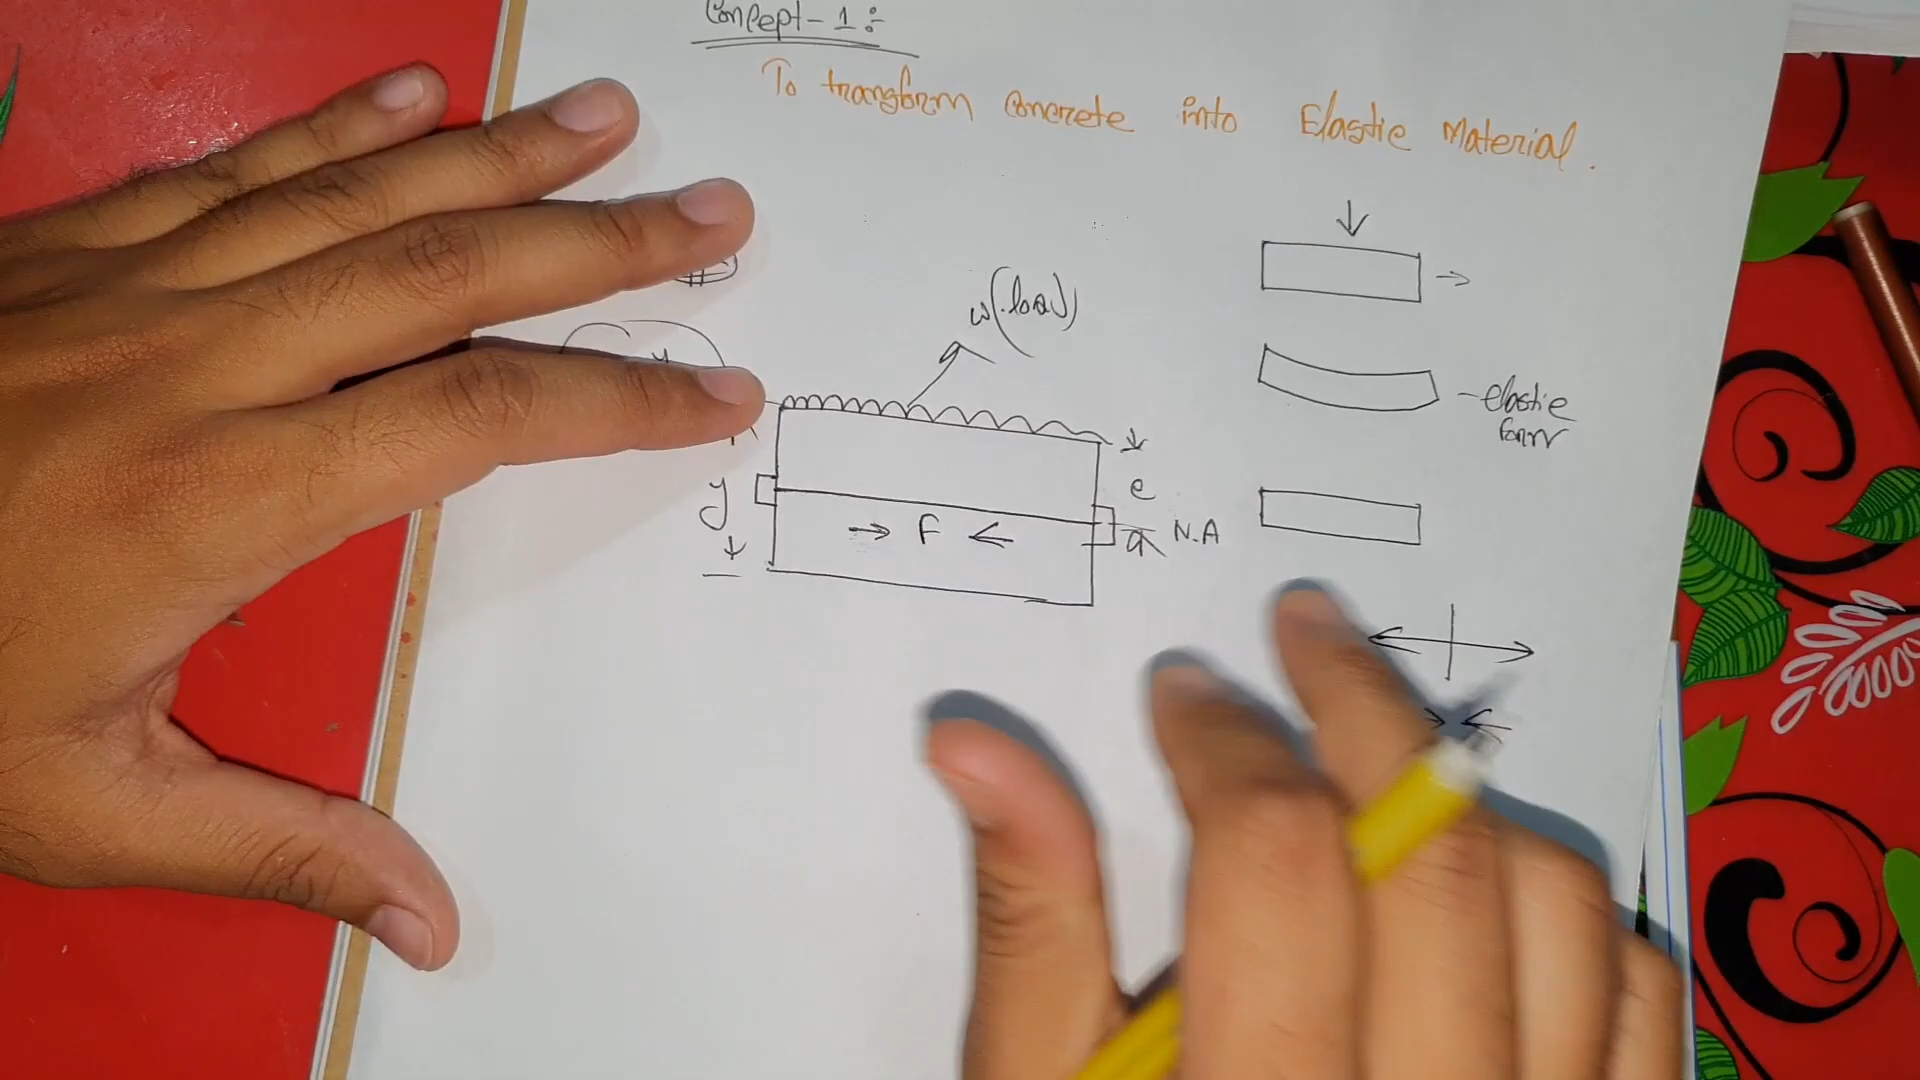 Concept - 1 :-
To transform Concrete into Elastic Material.
w(load)
elastic
form
y
e
F
N.A